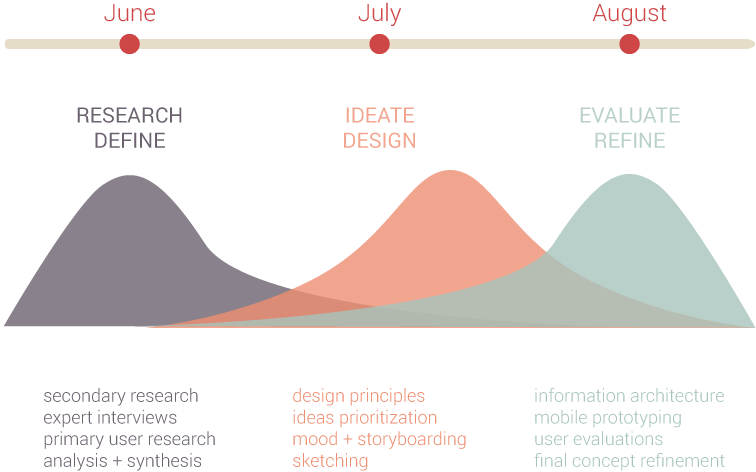 June
July
August
RESEARCH
DEFINE
IDEATE
DESIGN
EVALUATE
REFINE
secondary research
expert interviews
primary user research
analysis + synthesis
design principles
ideas prioritization
mood + storyboarding
sketching
information architecture
mobile prototyping
user evaluations
final concept refinement